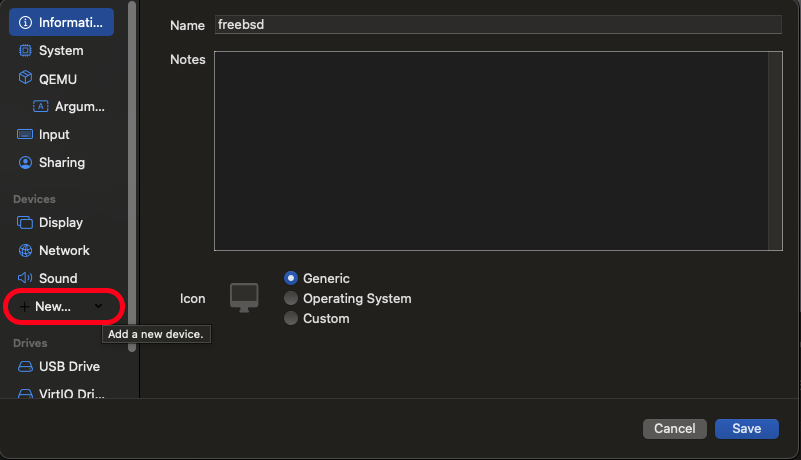 Informati...
System
QEMU
A Argum...
Input
Sharing
Devices
Display
Network
Sound
+ New...
Add a new device.
Drives
USB Drive
VirtIO Dri...
Name freebsd
Notes
Icon
Generic
Operating System
Custom
Cancel Save